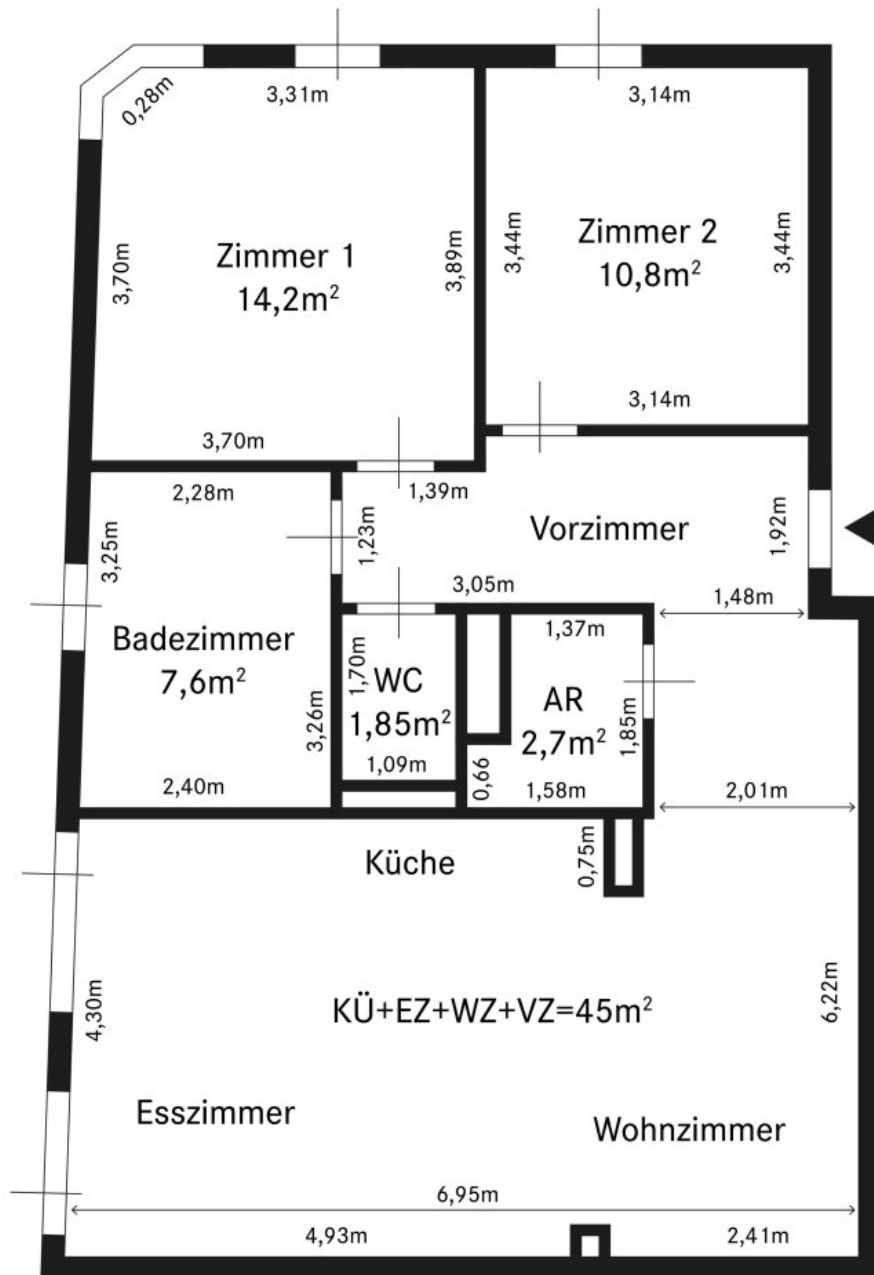 3,31m
3,14m
0,28m
3,70m
Zimmer 1
14,2m²
3,89m
3,44m
Zimmer 2
10,8m²
3,44m
3,70m
3,14m
2,28m
1,39m
3,25m
1,23m
Vorzimmer
1,92m
3,05m
1,48m
Badezimmer
7,6m²
3,26m
2,40m
1,70m
WC
1,85m²
1,09m
0,66
1,37m
AR
2,7m²
1,85m
1,58m
2,01m
Küche
0,75m
4,30m
KÜ+EZ+WZ+VZ=45m²
6,22m
Esszimmer
Wohnzimmer
6,95m
4,93m
2,41m